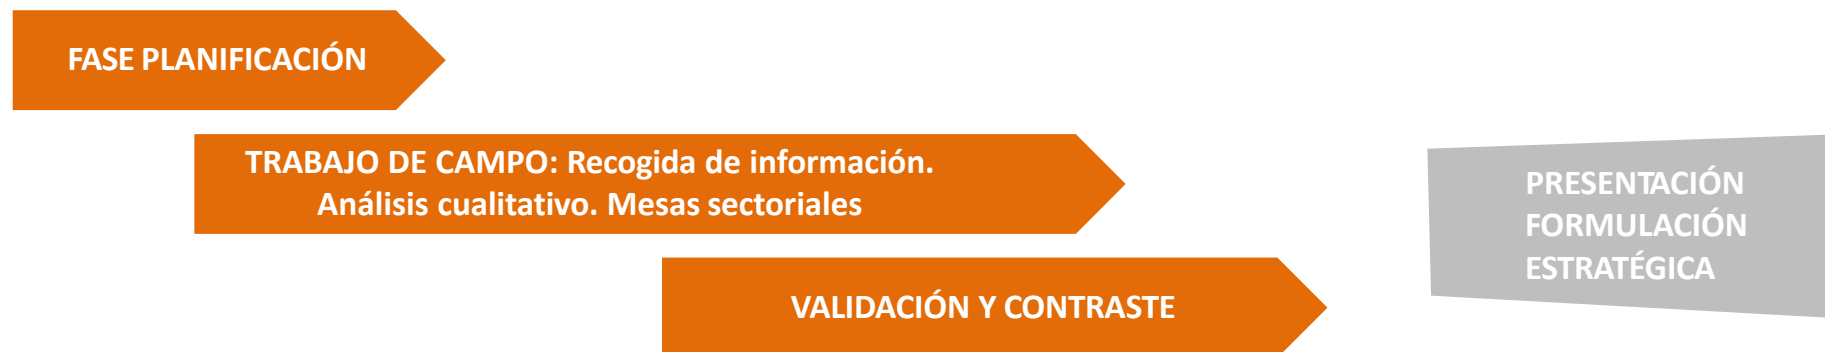 FASE PLANIFICACIÓN
TRABAJO DE CAMPO: Recogida de información.
Análisis cualitativo. Mesas sectoriales
VALIDACIÓN Y CONTRASTE
PRESENTACIÓN
FORMULACIÓN
ESTRATÉGICA